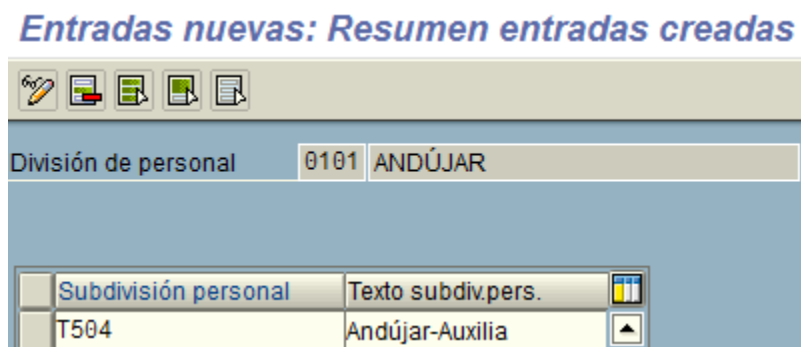 Entradas nuevas: Resumen entradas creadas
División de personal 0101 ANDÚJAR
Subdivisión personal Texto subdiv.pers.
T504 Andújar-Auxilia